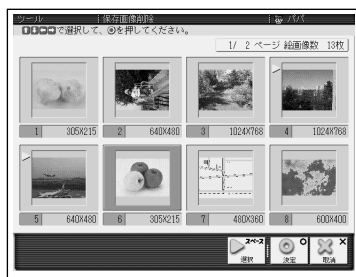 ツール 保存画像削除 パパ
で選択して、◎を押してください。
1/ 2 ページ 総画像数 13枚
1 305X215 2 640X480 3 1024X768 4 1024X768
5 640X480 6 305X215 7 480X360 8 600X400
スペース
選択 決定 取消